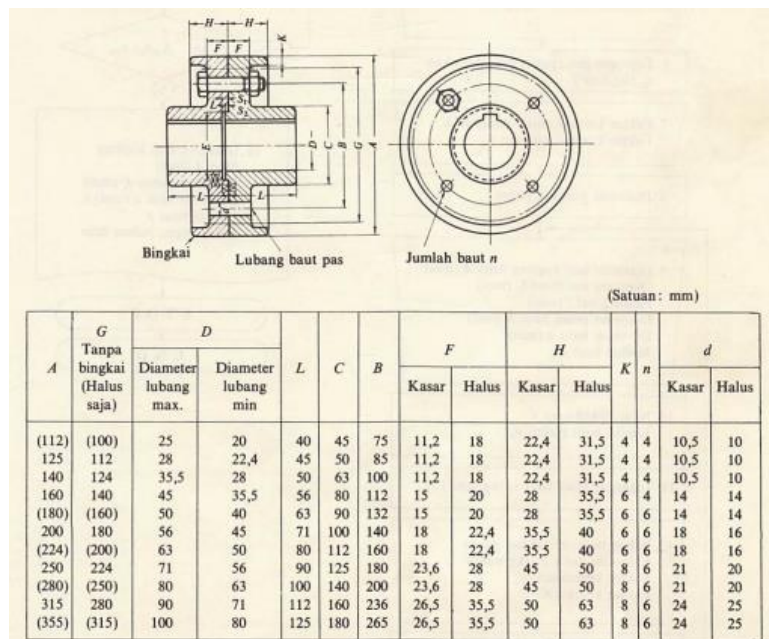 H H
F F
K
S₁
S₂
E
D
C
B
G
A
L L
d
Bingkai
Lubang baut pas
Jumlah baut n
(Satuan: mm)
A G Tanpa bingkai (Halus saja) D L C B F H K n d
Diameter lubang max. Diameter lubang min Kasar Halus Kasar Halus Kasar Halus
(112) (100) 25 20 40 45 75 11,2 18 22,4 31,5 4 4 10,5 10
125 112 28 22,4 45 50 85 11,2 18 22,4 31,5 4 4 10,5 10
140 124 35,5 28 50 63 100 11,2 18 22,4 31,5 4 4 10,5 10
160 140 45 35,5 56 80 112 15 20 28 35,5 6 4 14 14
(180) (160) 50 40 63 90 132 15 20 28 35,5 6 6 14 14
200 180 56 45 71 100 140 18 22,4 35,5 40 6 6 18 16
(224) (200) 63 50 80 112 160 18 22,4 35,5 40 6 6 18 16
250 224 71 56 90 125 180 23,6 28 45 50 8 6 21 20
(280) (250) 80 63 100 140 200 23,6 28 45 50 8 6 21 20
315 280 90 71 112 160 236 26,5 35,5 50 63 8 6 24 25
(355) (315) 100 80 125 180 265 26,5 35,5 50 63 8 6 24 25